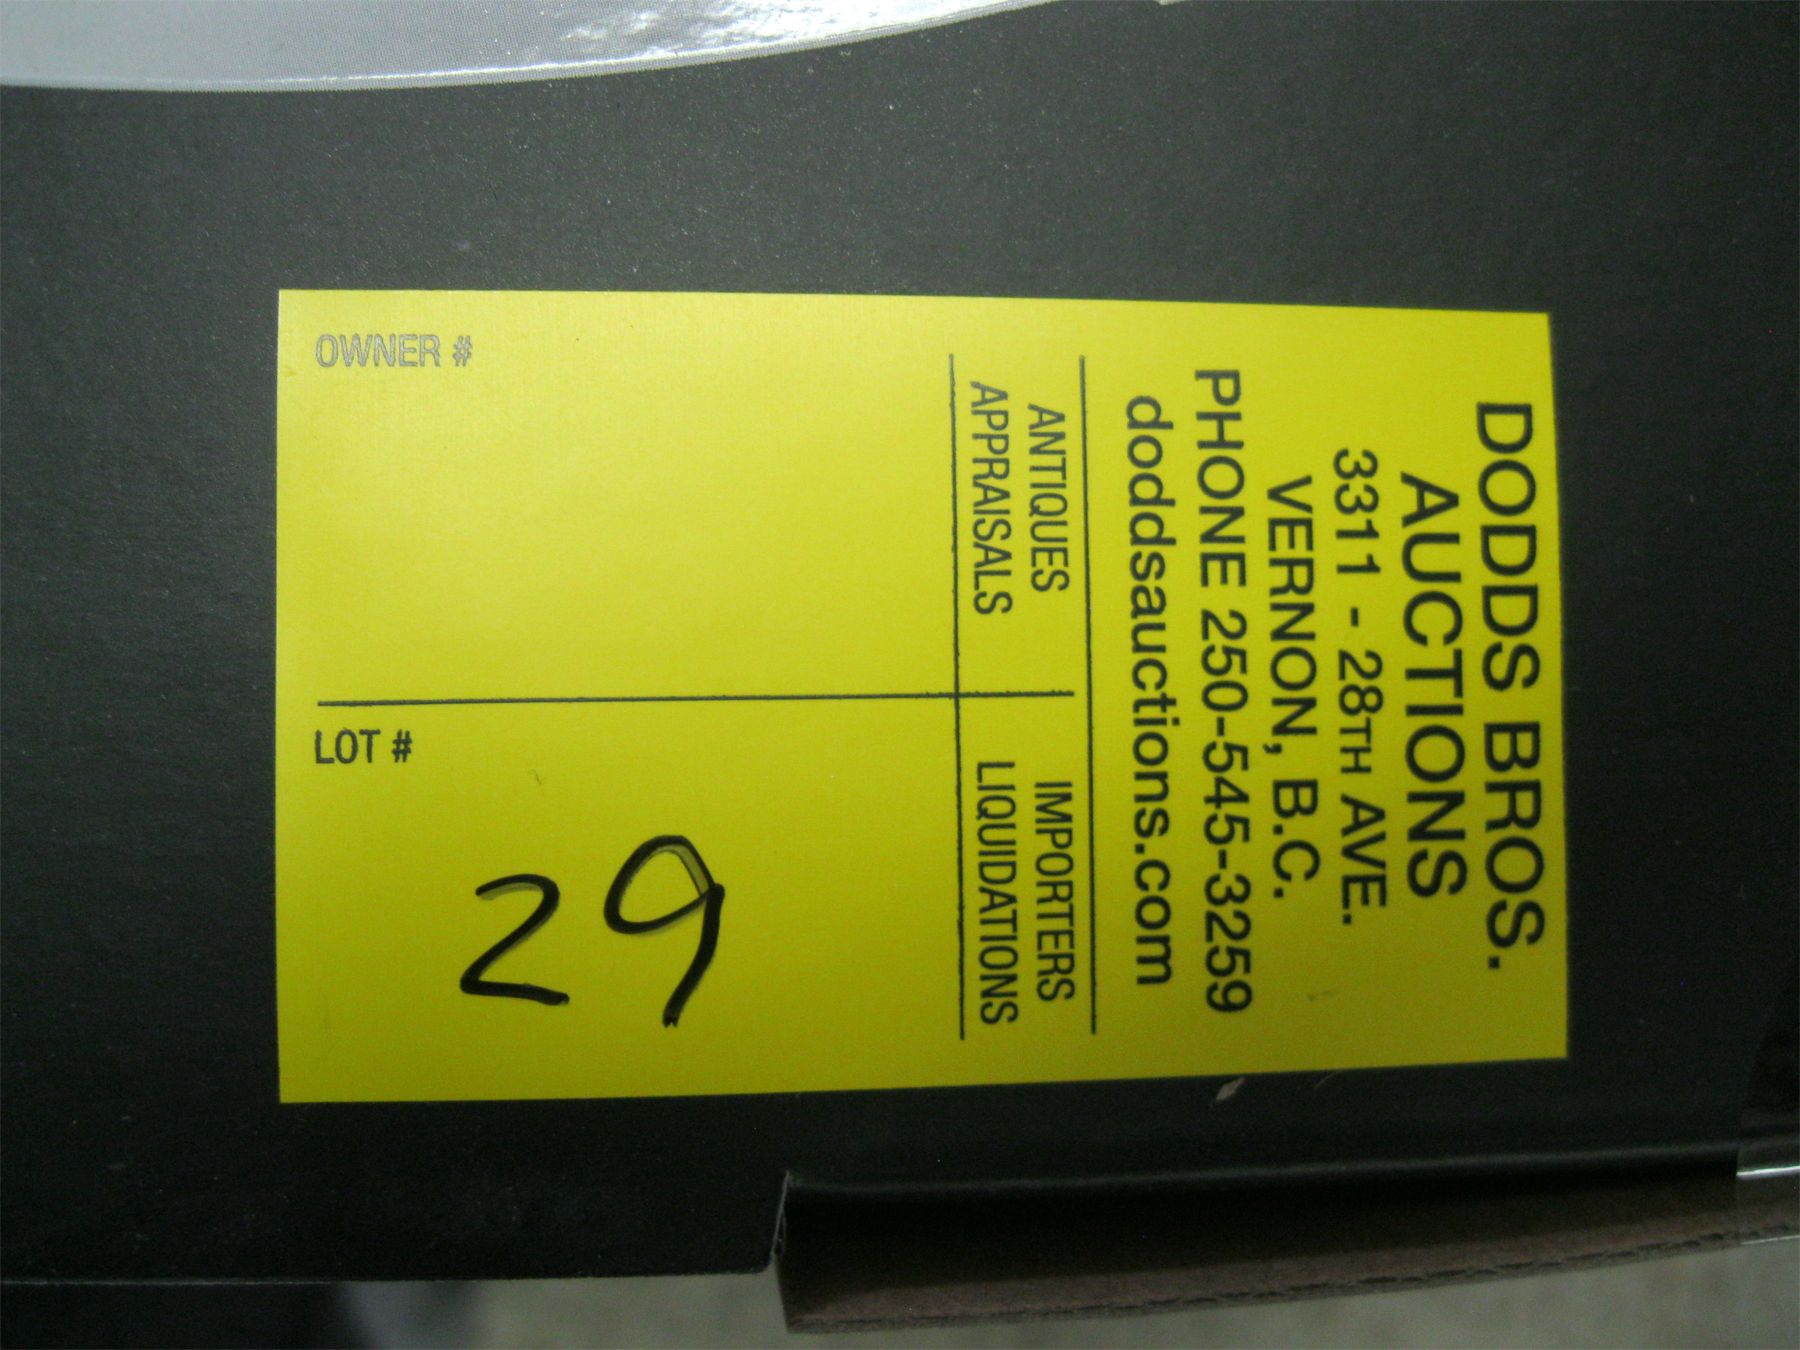 DODDS BROS.
AUCTIONS
3311 - 28TH AVE.
VERNON, B.C.
PHONE 250-545-3259
doddsauctions.com
ANTIQUES
APPRAISALS
IMPORTERS
LIQUIDATIONS
OWNER #
LOT #
29